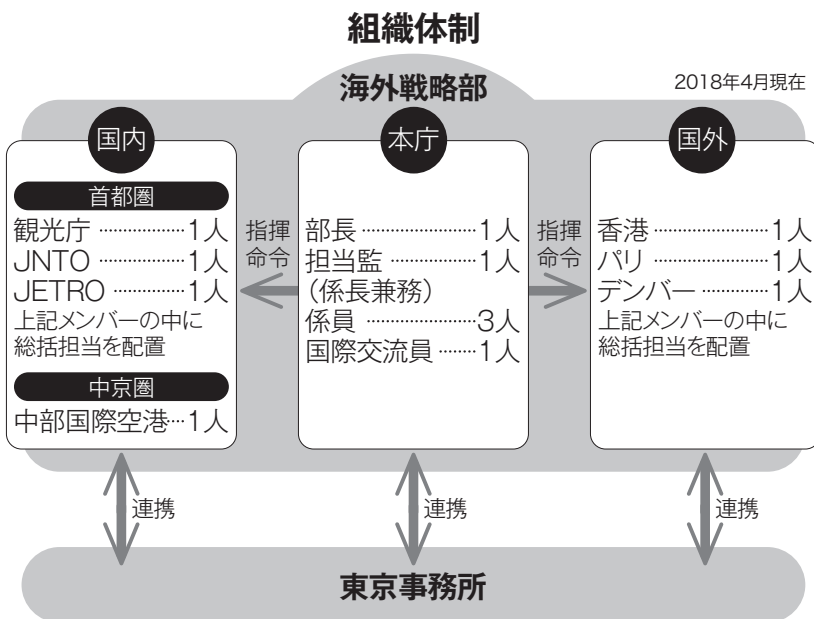 組織体制
海外戦略部
2018年4月現在
国内
首都圏
観光庁 ………………1人
JNTO ………………1人
JETRO ……………1人
上記メンバーの中に
総括担当を配置
中京圏
中部国際空港…1人
指揮
命令
本庁
部長 ……………………1人
担当監 ………………1人
(係長兼務)
係員 ……………………3人
国際交流員 ……1人
指揮
命令
国外
香港 ……………………1人
パリ ……………………1人
デンバー ……………1人
上記メンバーの中に
総括担当を配置
連携
連携
連携
東京事務所